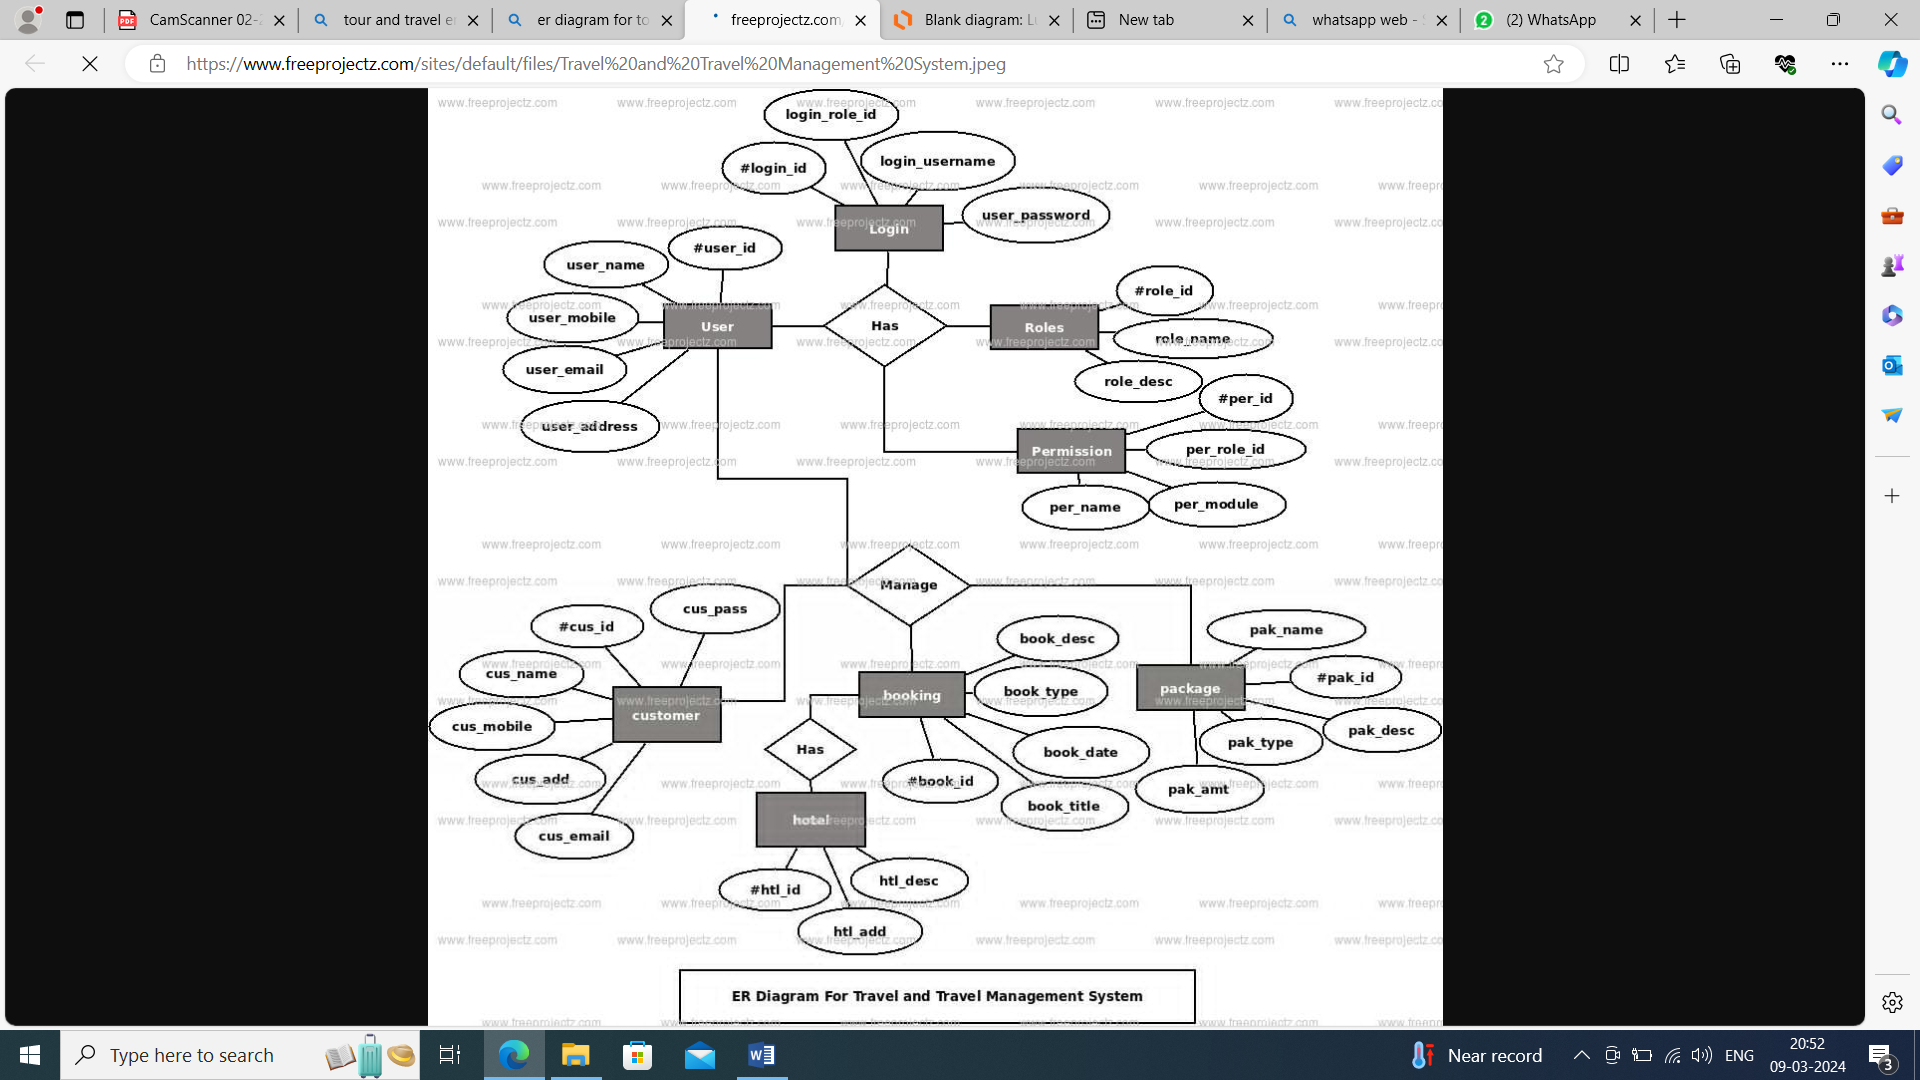 CamScanner 02-
tour and travel e
er diagram for to
freeprojectz.com
Blank diagram: L
New tab
whatsapp web -
(2) WhatsApp
https://www.freeprojectz.com/sites/default/files/Travel%20and%20Travel%20Management%20System.jpeg
www.freeprojectz.com
login_role_id
#login_id
login_username
user_password
Login
#user_id
user_name
user_mobile
user_email
user_address
User
Has
Roles
#role_id
role_name
role_desc
#per_id
Permission
per_role_id
per_name
per_module
Manage
cus_pass
#cus_id
cus_name
cus_mobile
cus_add
cus_email
customer
book_desc
book_type
booking
book_date
#book_id
book_title
pak_name
#pak_id
package
pak_desc
pak_type
pak_amt
Has
hotel
#htl_id
htl_desc
htl_add
ER Diagram For Travel and Travel Management System
Type here to search
Near record
ENG
20:52
09-03-2024
3